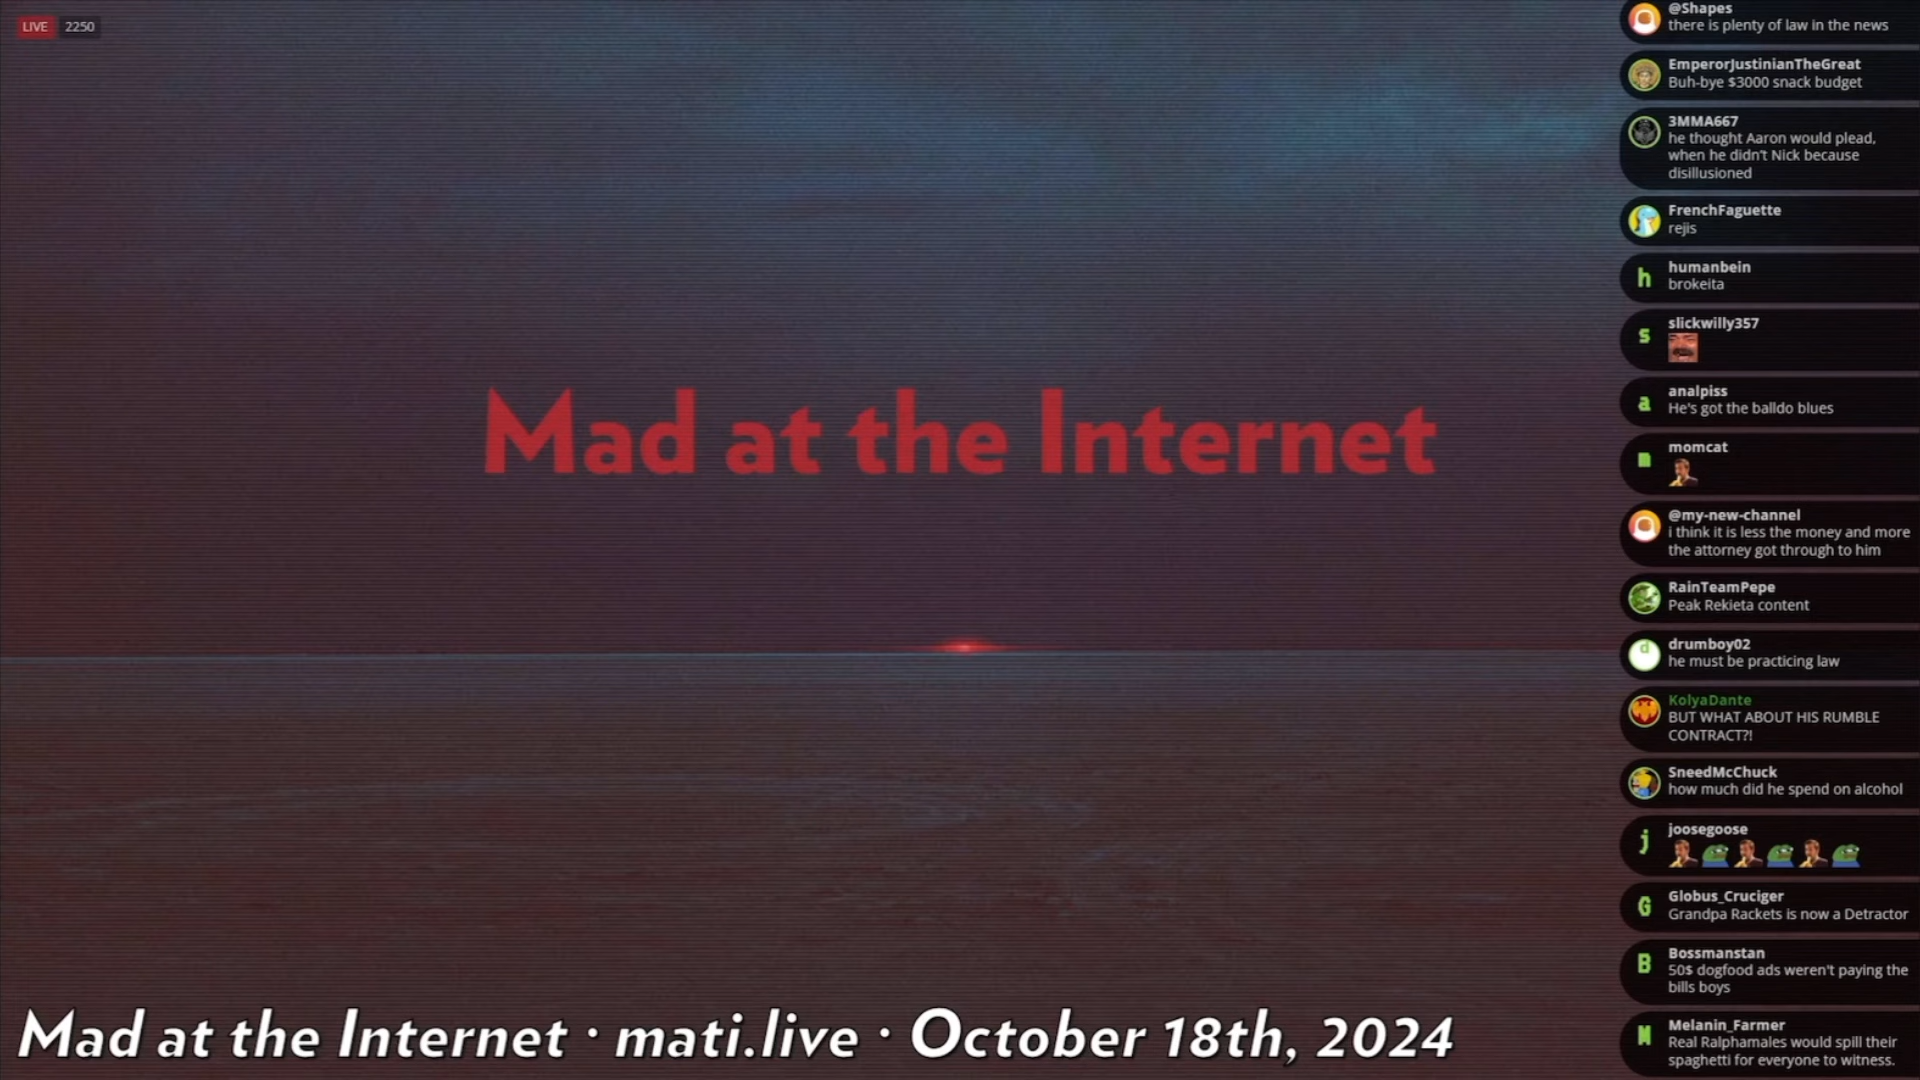 LIVE 2250
Mad at the Internet
Mad at the Internet · mati.live · October 18th, 2024
@Shapes
there is plenty of law in the news
EmperorJustinianTheGreat
Buh-bye $3000 snack budget
3MMA667
he thought Aaron would plead,
when he didn't Nick because
disillusioned
FrenchFaguette
rejis
h
humanbein
brokeita
s
slickwilly357
a
analpiss
He's got the balldo blues
m
momcat
@my-new-channel
i think it is less the money and more
the attorney got through to him
RainTeamPepe
Peak Rekieta content
d
drumboy02
he must be practicing law
KolyaDante
BUT WHAT ABOUT HIS RUMBLE
CONTRACT?!
SneedMcChuck
how much did he spend on alcohol
j
joosegoose
G
Globus_Cruciger
Grandpa Rackets is now a Detractor
B
Bossmanstan
50$ dogfood ads weren't paying the
bills boys
M
Melanin_Farmer
Real Ralphamales would spill their
spaghetti for everyone to witness.